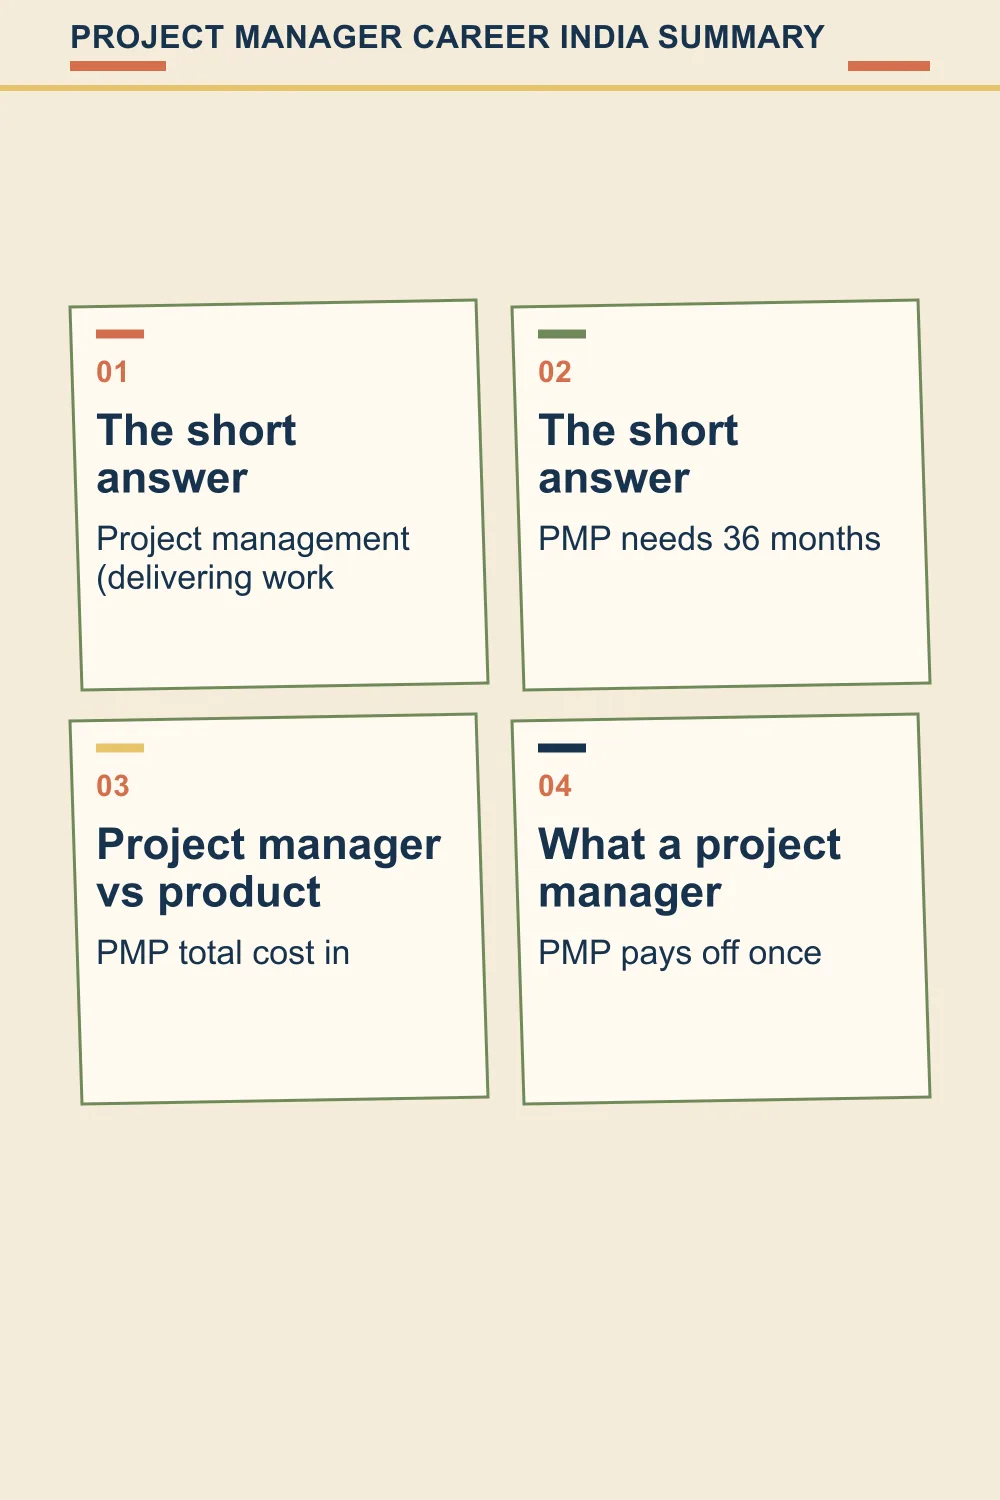 PROJECT MANAGER CAREER INDIA SUMMARY
01
The short
answer
Project management
(delivering work
02
The short
answer
PMP needs 36 months
03
Project manager
vs product
PMP total cost in
04
What a project
manager
PMP pays off once